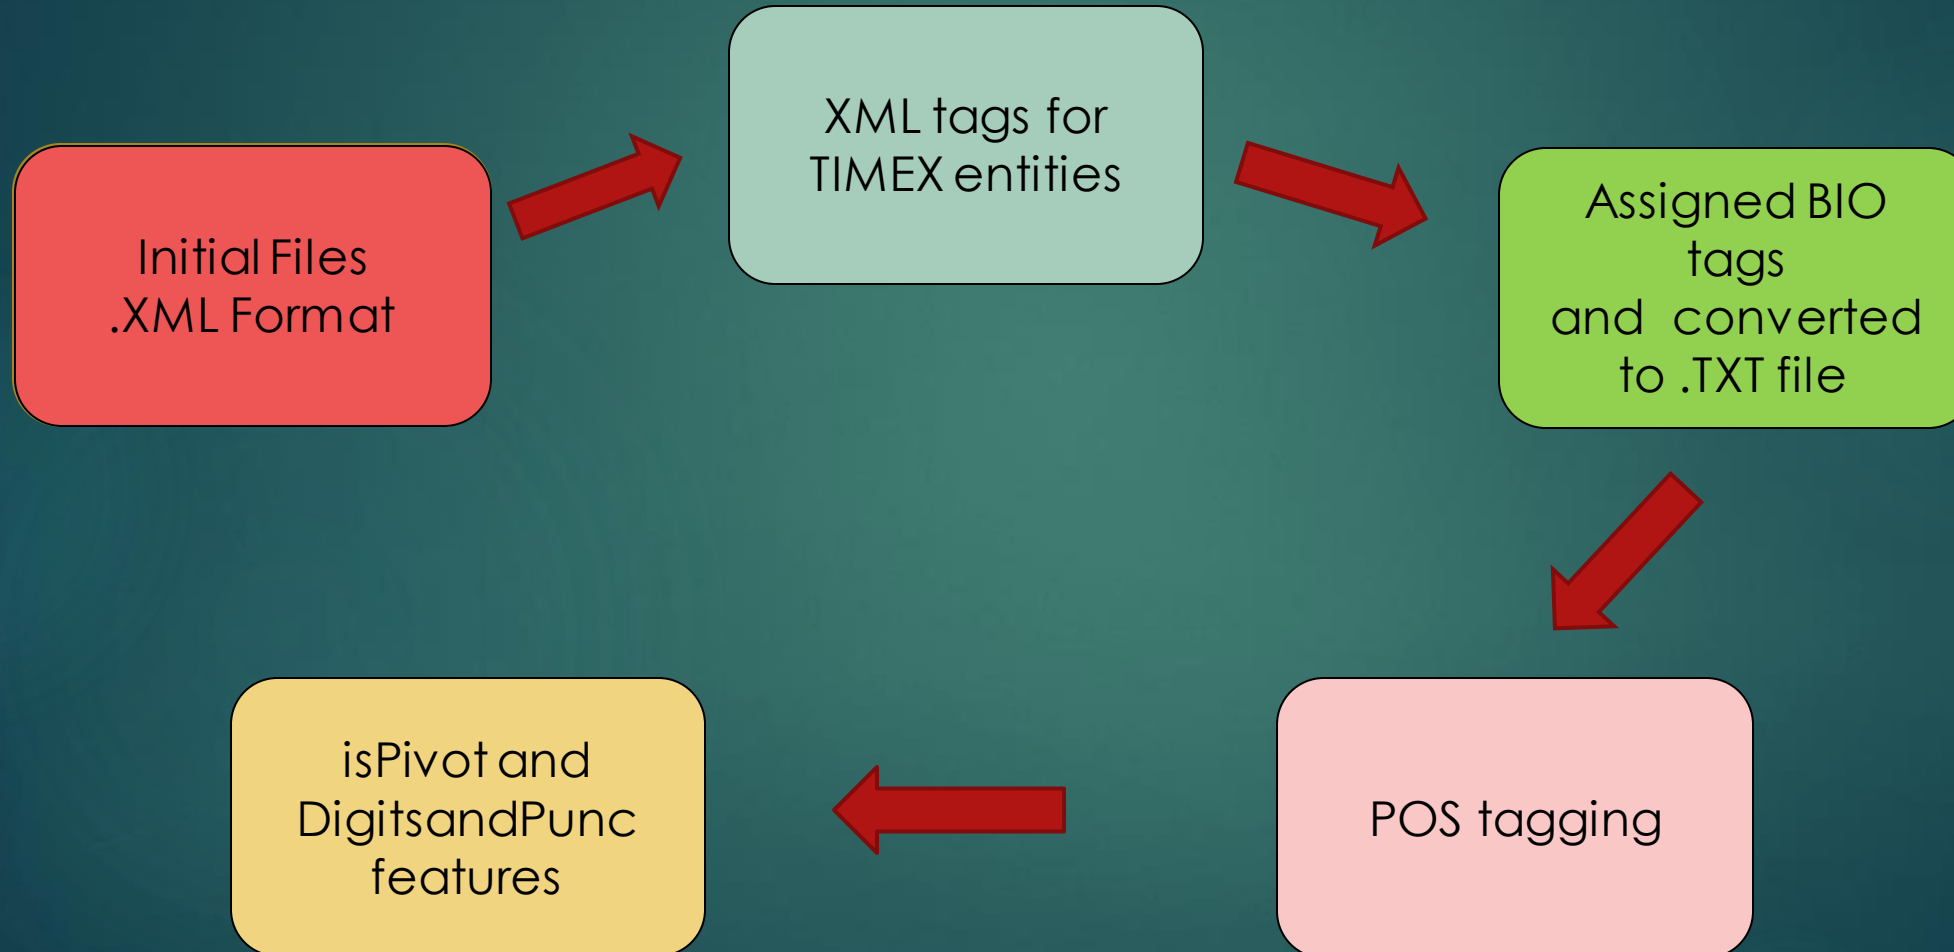 Initial Files
.XML Format
XML tags for
TIMEX entities
Assigned BIO
tags
and converted
to .TXT file
POS tagging
isPivot and
DigitsandPunc
features